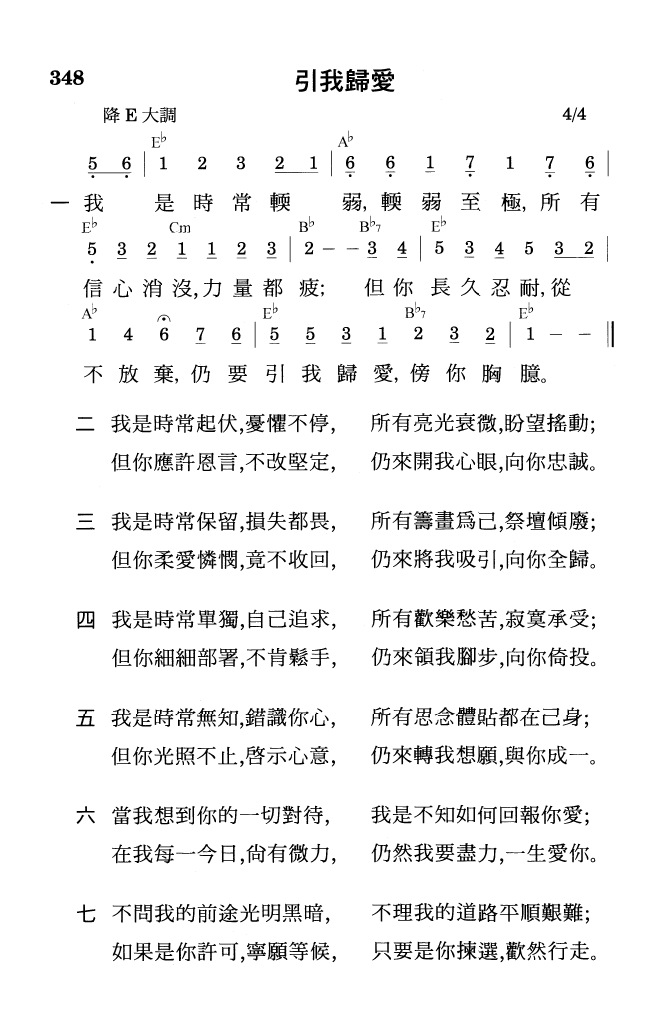 348 引我歸愛
降 E 大調 4/4
E♭ A♭
5 6 | 1 2 3 2 1 | 6 6 1 7 1 7 6 |
一 我 是 時 常 輭 弱, 輭 弱 至 極, 所 有
E♭ Cm B♭ B♭7 E♭
5 3 2 1 1 2 3 | 2 - - 3 4 | 5 3 4 5 3 2 |
信 心 消 沒, 力 量 都 疲; 但 你 長 久 忍 耐, 從
A♭ E♭ B♭7 E♭
1 4 6 7 6 | 5 5 3 1 2 3 2 | 1 - - ‖
不 放 棄, 仍 要 引 我 歸 愛, 傍 你 胸 臆。
二 我是時常起伏,憂懼不停, 所有亮光衰微,盼望搖動;
但你應許恩言,不改堅定, 仍來開我心眼,向你忠誠。
三 我是時常保留,損失都畏, 所有籌畫爲己,祭壇傾廢;
但你柔愛憐憫,竟不收回, 仍來將我吸引,向你全歸。
四 我是時常單獨,自己追求, 所有歡樂愁苦,寂寞承受;
但你細細部署,不肯鬆手, 仍來領我腳步,向你倚投。
五 我是時常無知,錯識你心, 所有思念體貼都在己身;
但你光照不止,啓示心意, 仍來轉我想願,與你成一。
六 當我想到你的一切對待, 我是不知如何回報你愛;
在我每一今日,尙有微力, 仍然我要盡力,一生愛你。
七 不問我的前途光明黑暗, 不理我的道路平順艱難;
如果是你許可,寧願等候, 只要是你揀選,歡然行走。